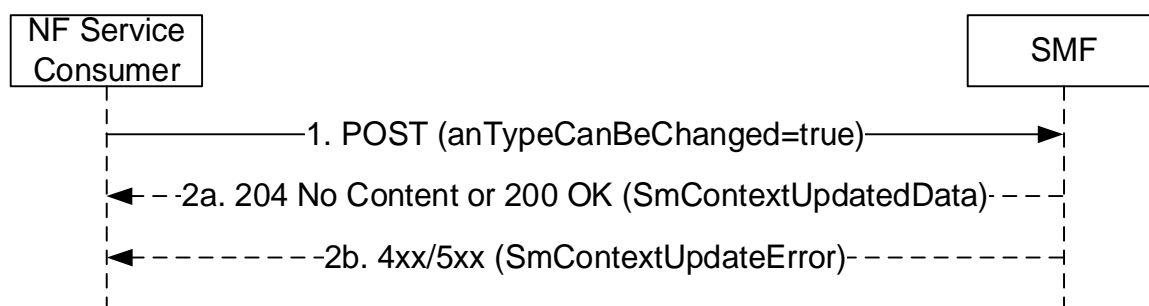 NF Service
Consumer
SMF
1. POST (anTypeCanBeChanged=true)
2a. 204 No Content or 200 OK (SmContextUpdatedData)
2b. 4xx/5xx (SmContextUpdateError)